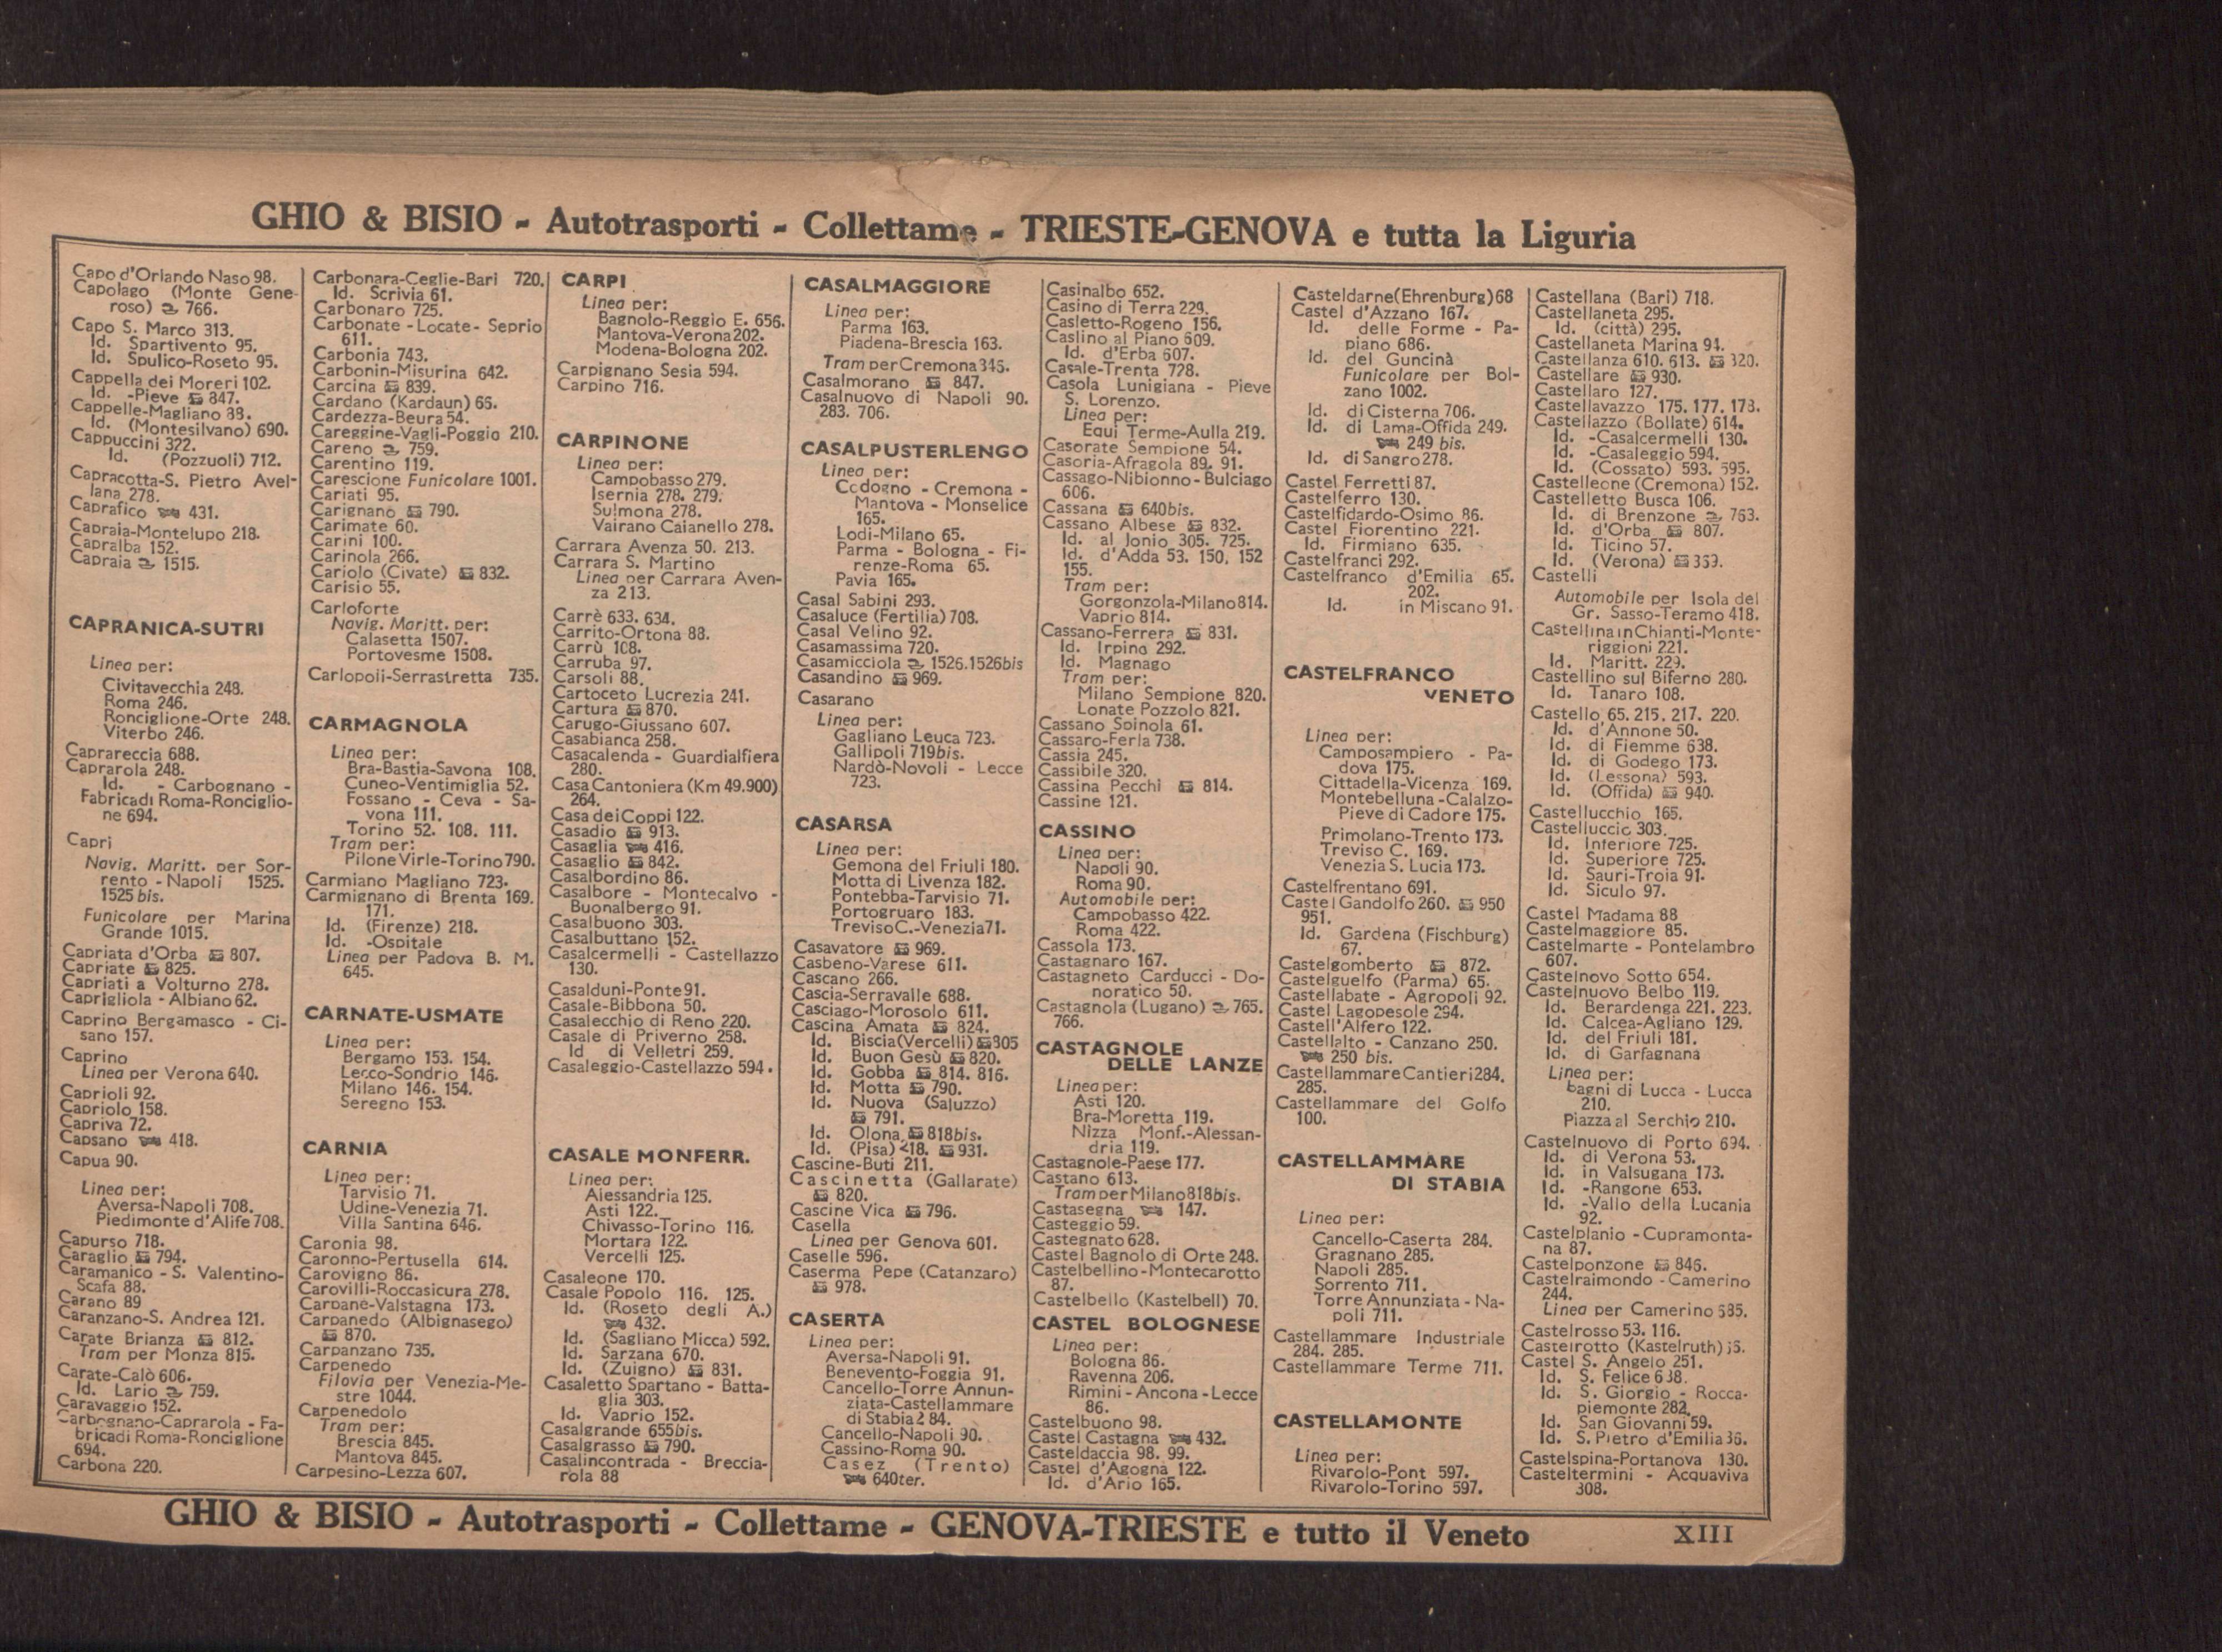 GHIO & BISIO - Autotrasporti - Collettame - TRIESTE-GENOVA e tutta la Liguria
Capo d'Orlando Naso 98.
Capolago (Monte Gene-
roso) 766.
Capo S. Marco 313.
Id. Spartivento 95.
Id. Spulico-Roseto 95.
Cappella dei Moreri 102.
Id. -Pieve 847.
Cappelle-Magliano 88.
Id. (Montesilvano) 690.
Cappuccini 322.
Id. (Pozzuoli) 712.
Capracotta-S. Pietro Avel-
lana 278.
Caprafico 431.
Capraia-Montelupo 218.
Capralba 152.
Capraia 1515.
CAPRANICA-SUTRI
Linea per:
Civitavecchia 248.
Roma 246.
Ronciglione-Orte 248.
Viterbo 246.
Caprareccia 688.
Caprarola 248.
Id. - Carbognano -
Fabricadi Roma-Ronciglio-
ne 694.
Capri
Navig. Maritt. per Sor-
rento - Napoli 1525.
1525 bis.
Funicolare per Marina
Grande 1015.
Capriata d'Orba 807.
Capriate 825.
Capriati a Volturno 278.
Caprigliola - Albiano 62.
Caprino Bergamasco - Ci-
sano 157.
Caprino
Linea per Verona 640.
Caprioli 92.
Capriolo 158.
Capriva 72.
Capsano 418.
Capua 90.
Linea per:
Aversa-Napoli 708.
Piedimonte d'Alife 708.
Capurso 718.
Caraglio 794.
Caramanico - S. Valentino-
Scafa 88.
Carano 89
Caranzano-S. Andrea 121.
Carate Brianza 812.
Tram per Monza 815.
Carate-Calò 606.
Id. Lario 759.
Caravaggio 152.
Carbognano-Caprarola - Fa-
bricadi Roma-Ronciglione
694.
Carbona 220.
Carbonara-Ceglie-Bari 720.
Id. Scrivia 61.
Carbonaro 725.
Carbonate - Locate - Seprio
611.
Carbonia 743.
Carbonin-Misurina 642.
Carcina 839.
Cardano (Kardaun) 66.
Cardezza-Beura 54.
Careggine-Vagli-Poggio 210.
Careno 759.
Carentino 119.
Carescione Funicolare 1001.
Cariati 95.
Carignano 790.
Carimate 60.
Carini 100.
Carinola 266.
Cariolo (Civate) 832.
Carisio 55.
Carloforte
Navig. Maritt. per:
Calasetta 1507.
Portovesme 1508.
Carlopoli-Serrastretta 735.
CARMAGNOLA
Linea per:
Bra-Bastia-Savona 108.
Cuneo-Ventimiglia 52.
Fossano - Ceva - Sa-
vona 111.
Torino 52. 108. 111.
Tram per:
Pilone Virle-Torino 790.
Carmiano Magliano 723.
Carmignano di Brenta 169.
171.
Id. (Firenze) 218.
Id. -Ospitale
Linea per Padova B. M.
645.
CARNATE-USMATE
Linea per:
Bergamo 153. 154.
Lecco-Sondrio 146.
Milano 146. 154.
Seregno 153.
CARNIA
Linea per:
Tarvisio 71.
Udine-Venezia 71.
Villa Santina 646.
Caronia 98.
Caronno-Pertusella 614.
Carovigno 86.
Carovilli-Roccasicura 278.
Carpane-Valstagna 173.
Carpanedo (Albignasego)
870.
Carpanzano 735.
Carpenedo
Filovia per Venezia-Me-
stre 1044.
Carpenedolo
Tram per:
Brescia 845.
Mantova 845.
Carpesino-Lezza 607.
CARPI
Linea per:
Bagnolo-Reggio E. 656.
Mantova-Verona 202.
Modena-Bologna 202.
Carpignano Sesia 594.
Carpino 716.
CARPINONE
Linea per:
Campobasso 279.
Isernia 278. 279.
Sulmona 278.
Vairano Caianello 278.
Carrara Avenza 50. 213.
Carrara S. Martino
Linea per Carrara Aven-
za 213.
Carrè 633. 634.
Carrito-Ortona 88.
Carrù 108.
Carruba 97.
Carsoli 88.
Cartoceto Lucrezia 241.
Cartura 870.
Carugo-Giussano 607.
Casabianca 258.
Casacalenda - Guardialfiera
280.
Casa Cantoniera (Km 49.900)
264.
Casa dei Coppi 122.
Casadio 913.
Casaglia 416.
Casaglio 842.
Casalbordino 86.
Casalbore - Montecalvo -
Buonalbergo 91.
Casalbuono 303.
Casalbuttano 152.
Casalcermelli - Castellazzo
130.
Casalduni-Ponte 91.
Casale-Bibbona 50.
Casalecchio di Reno 220.
Casale di Priverno 258.
Id di Velletri 259.
Casaleggio-Castellazzo 594.
CASALE MONFERR.
Linea per:
Alessandria 125.
Asti 122.
Chivasso-Torino 116.
Mortara 122.
Vercelli 125.
Casaleone 170.
Casale Popolo 116. 125.
Id. (Roseto degli A.)
432.
Id. (Sagliano Micca) 592.
Id. Sarzana 670.
Id. (Zuigno) 831.
Casaletto Spartano - Batta-
glia 303.
Id. Vaprio 152.
Casalgrande 655bis.
Casalgrasso 790.
Casalincontrada - Breccia-
rola 88
CASALMAGGIORE
Linea per:
Parma 163.
Piadena-Brescia 163.
Tram per Cremona 346.
Casalmorano 847.
Casalnuovo di Napoli 90.
283. 706.
CASALPUSTERLENGO
Linea per:
Codogno - Cremona -
Mantova - Monselice
165.
Lodi-Milano 65.
Parma - Bologna - Fi-
renze-Roma 65.
Pavia 165.
Casal Sabini 293.
Casaluce (Fertilia) 708.
Casal Velino 92.
Casamassima 720.
Casamicciola 1526.1526bis
Casandino 969.
Casarano
Linea per:
Gagliano Leuca 723.
Gallipoli 719bis.
Nardò-Novoli - Lecce
723.
CASARSA
Linea per:
Gemona del Friuli 180.
Motta di Livenza 182.
Pontebba-Tarvisio 71.
Portogruaro 183.
Treviso C.-Venezia 71.
Casavatore 969.
Casbeno-Varese 611.
Cascano 266.
Cascia-Serravalle 688.
Casciago-Morosolo 611.
Cascina Amata 824.
Id. Biscia (Vercelli) 805
Id. Buon Gesù 820.
Id. Gobba 814. 816.
Id. Motta 790.
Id. Nuova (Saluzzo)
791.
Id. Olona 818bis.
Id. (Pisa) 931.
Cascine-Buti 211.
Cascinetta (Gallarate)
820.
Cascine Vica 796.
Casella
Linea per Genova 601.
Caselle 596.
Caserma Pepe (Catanzaro)
978.
CASERTA
Linea per:
Aversa-Napoli 91.
Benevento-Foggia 91.
Cancello-Torre Annun-
ziata-Castellammare
di Stabia 284.
Cancello-Napoli 90.
Cassino-Roma 90.
Casez (Trento)
640ter.
Casinalbo 652.
Casino di Terra 229.
Casletto-Rogeno 156.
Caslino al Piano 609.
Id. d'Erba 607.
Casale-Trenta 728.
Casola Lunigiana - Pieve
S. Lorenzo.
Linea per:
Equi Terme-Aulla 219.
Casorate Sempione 54.
Casoria-Afragola 89. 91.
Cassago-Nibionno-Bulciago
606.
Cassana 640bis.
Cassano Albese 832.
Id. al Jonio 305. 725.
Id. d'Adda 53. 150. 152
155.
Tram per:
Gorgonzola-Milano 814.
Vaprio 814.
Cassano-Ferrera 831.
Id. Irpino 292.
Id. Magnago
Tram per:
Milano Sempione 820.
Lonate Pozzolo 821.
Cassano Spinola 61.
Cassaro-Ferla 738.
Cassia 245.
Cassibile 320.
Cassina Pecchi 814.
Cassine 121.
CASSINO
Linea per:
Napoli 90.
Roma 90.
Automobile per:
Campobasso 422.
Roma 422.
Cassola 173.
Castagnaro 167.
Castagneto Carducci - Do-
noratico 50.
Castagnola (Lugano) 765.
766.
CASTAGNOLE
DELLE LANZE
Linea per:
Asti 120.
Bra-Moretta 119.
Nizza Monf.-Alessan-
dria 119.
Castagnole-Paese 177.
Castano 613.
Tram per Milano 818bis.
Castasegna 147.
Casteggio 59.
Castegnato 628.
Castel Bagnolo di Orte 248.
Castelbellino-Montecarotto
87.
Castelbello (Kastelbell) 70.
CASTEL BOLOGNESE
Linea per:
Bologna 86.
Ravenna 206.
Rimini - Ancona - Lecce
86.
Castelbuono 98.
Castel Castagna 432.
Casteldaccia 98. 99.
Castel d'Agogna 122.
Id. d'Ario 165.
Casteldarne (Ehrenburg) 68
Castel d'Azzano 167.
Id. delle Forme - Pa-
piano 686.
Id. del Guncinà
Funicolare per Bol-
zano 1002.
Id. di Cisterna 706.
Id. di Lama-Offida 249.
249 bis.
Id. di Sangro 278.
Castel Ferretti 87.
Castelferro 130.
Castelfidardo-Osimo 86.
Castel Fiorentino 221.
Id. Firmiano 635.
Castelfranci 292.
Castelfranco d'Emilia 65.
202.
Id. in Miscano 91.
CASTELFRANCO
VENETO
Linea per:
Camposampiero - Pa-
dova 175.
Cittadella-Vicenza 169.
Montebelluna-Calalzo-
Pieve di Cadore 175.
Primolano-Trento 173.
Treviso C. 169.
Venezia S. Lucia 173.
Castelfrentano 691.
Castel Gandolfo 260. 950
951.
Id. Gardena (Fischburg)
67.
Castelgomberto 872.
Castelguelfo (Parma) 65.
Castellabate - Agropoli 92.
Castel Lagopesole 294.
Castell'Alfero 122.
Castellalto - Canzano 250.
250 bis.
Castellammare Cantieri 284.
285.
Castellammare del Golfo
100.
CASTELLAMMARE
DI STABIA
Linea per:
Cancello-Caserta 284.
Gragnano 285.
Napoli 285.
Sorrento 711.
Torre Annunziata - Na-
poli 711.
Castellammare Industriale
284. 285.
Castellammare Terme 711.
CASTELLAMONTE
Linea per:
Rivarolo-Pont 597.
Rivarolo-Torino 597.
Castellana (Bari) 718.
Castellaneta 295.
Id. (città) 295.
Castellaneta Marina 94.
Castellanza 610. 613. 820.
Castellare 930.
Castellaro 127.
Castellavazzo 175. 177. 178.
Castellazzo (Bollate) 614.
Id. -Casalcermelli 130.
Id. -Casaleggio 594.
Id. (Cossato) 593. 595.
Castelleone (Cremona) 152.
Castelletto Busca 106.
Id. di Brenzone 763.
Id. d'Orba 807.
Id. Ticino 57.
Id. (Verona) 869.
Castelli
Automobile per Isola del
Gr. Sasso-Teramo 418.
Castellina in Chianti-Monte-
riggioni 221.
Id. Maritt. 229.
Castellino sul Biferno 280.
Id. Tanaro 108.
Castello 65. 215. 217. 220.
Id. d'Annone 50.
Id. di Fiemme 638.
Id. di Godego 173.
Id. (Lessona) 593.
Id. (Offida) 940.
Castellucchio 165.
Castelluccio 303.
Id. Inferiore 725.
Id. Superiore 725.
Id. Sauri-Troia 91.
Id. Siculo 97.
Castel Madama 88
Castelmaggiore 85.
Castelmarte - Pontelambro
607.
Castelnovo Sotto 654.
Castelnuovo Belbo 119.
Id. Berardenga 221. 223.
Id. Calcea-Agliano 129.
Id. del Friuli 181.
Id. di Garfagnana
Linea per:
Bagni di Lucca - Lucca
210.
Piazza al Serchio 210.
Castelnuovo di Porto 694.
Id. di Verona 53.
Id. in Valsugana 173.
Id. -Rangone 653.
Id. -Vallo della Lucania
92.
Castelplanio - Cupramonta-
na 87.
Castelponzone 846.
Castelraimondo - Camerino
244.
Linea per Camerino 685.
Castelrosso 53. 116.
Castelrotto (Kastelruth)
Castel S. Angelo 251.
Id. S. Felice 688.
Id. S. Giorgio - Rocca-
piemonte 282.
Id. San Giovanni 59.
Id. S. Pietro d'Emilia 86.
Castelspina-Portanova 130.
Casteltermini - Acquaviva
308.
GHIO & BISIO - Autotrasporti - Collettame - GENOVA-TRIESTE e tutto il Veneto
XIII